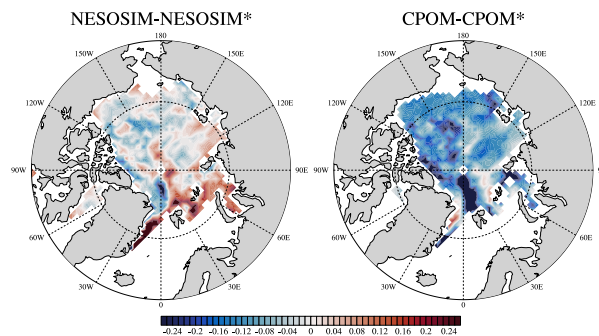 NESOSIM-NESOSIM* CPOM-CPOM*
180 180
150W 150E 150W 150E
120W 120E 120W 120E
90W 90E 90W 90E
60W 60E 60W 60E
30W 30E 30W 30E
0 0
-0.24 -0.2 -0.16 -0.12 -0.08 -0.04 0 0.04 0.08 0.12 0.16 0.2 0.24